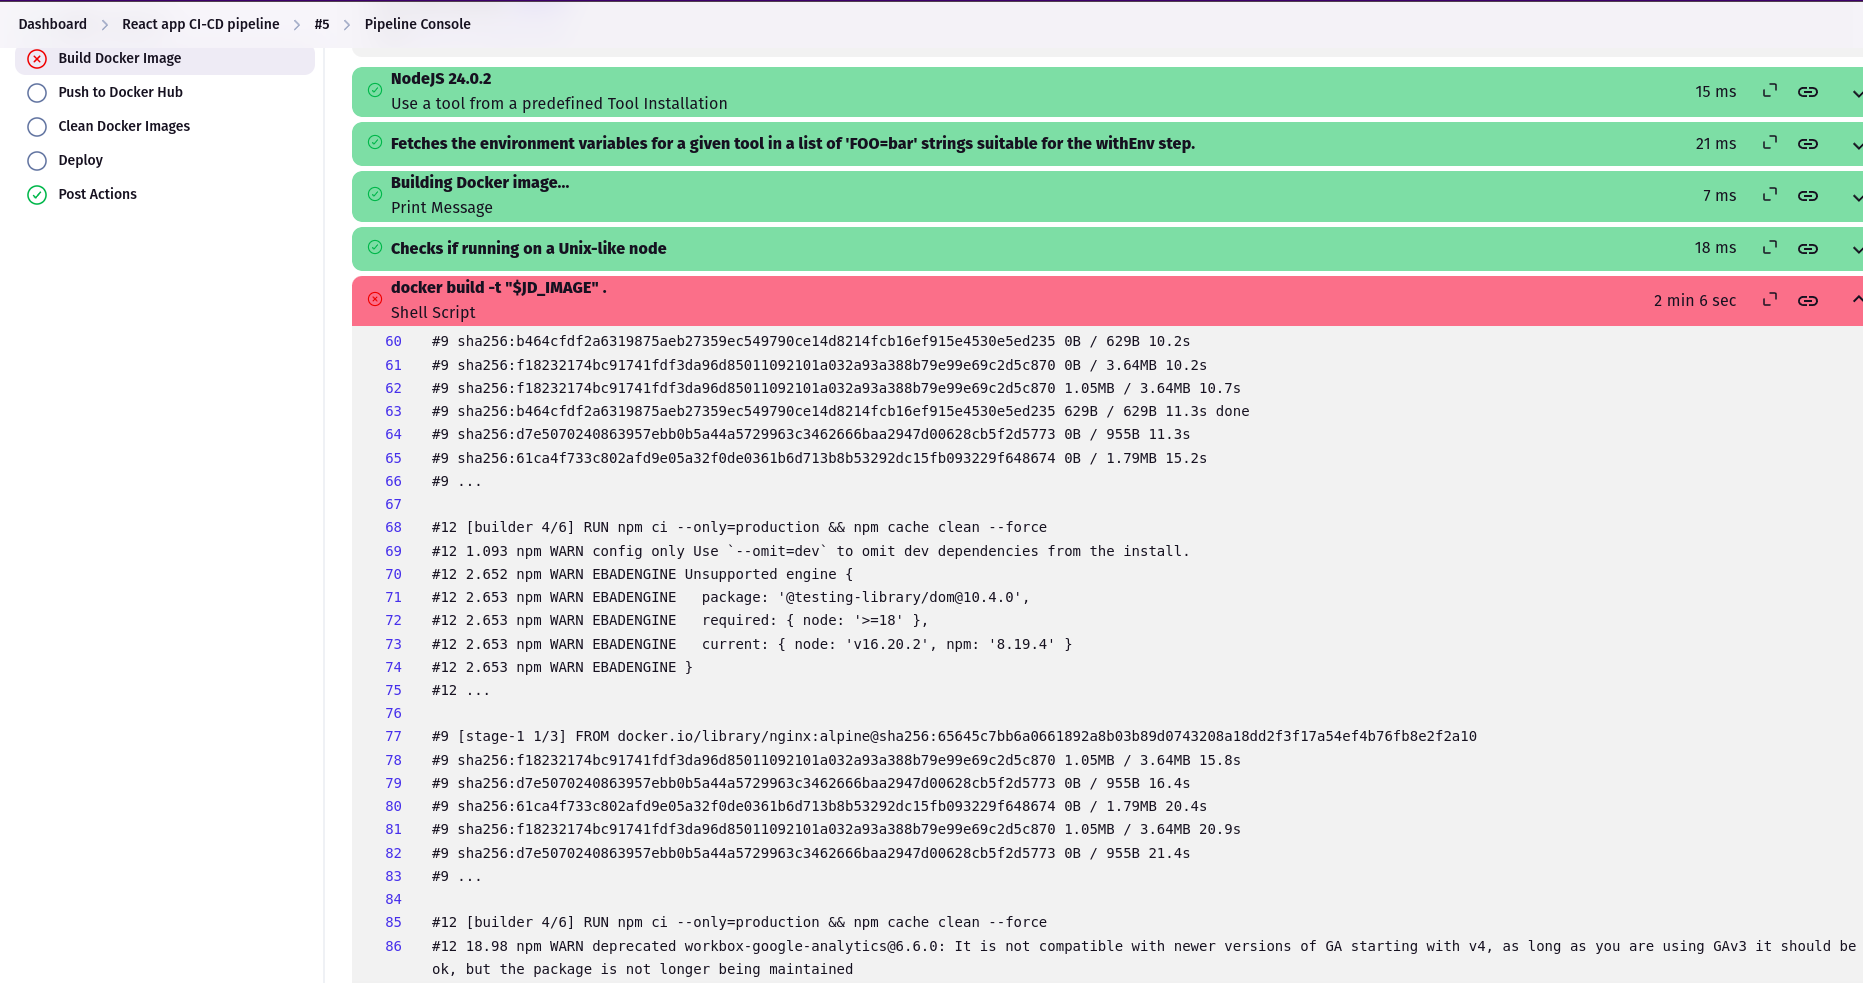 Dashboard > React app CI-CD pipeline > #5 > Pipeline Console
Build Docker Image
Push to Docker Hub
Clean Docker Images
Deploy
Post Actions
NodeJS 24.0.2
Use a tool from a predefined Tool Installation
15 ms
Fetches the environment variables for a given tool in a list of 'FOO=bar' strings suitable for the withEnv step.
21 ms
Building Docker image...
Print Message
7 ms
Checks if running on a Unix-like node
18 ms
docker build -t "$JD_IMAGE" .
Shell Script
2 min 6 sec
60 #9 sha256:b464cfdf2a6319875aeb27359ec549790ce14d8214fcb16ef915e4530e5ed235 0B / 629B 10.2s
61 #9 sha256:f18232174bc91741fdf3da96d85011092101a032a93a388b79e99e69c2d5c870 0B / 3.64MB 10.2s
62 #9 sha256:f18232174bc91741fdf3da96d85011092101a032a93a388b79e99e69c2d5c870 1.05MB / 3.64MB 10.7s
63 #9 sha256:b464cfdf2a6319875aeb27359ec549790ce14d8214fcb16ef915e4530e5ed235 629B / 629B 11.3s done
64 #9 sha256:d7e5070240863957ebb0b5a44a5729963c3462666baa2947d00628cb5f2d5773 0B / 955B 11.3s
65 #9 sha256:61ca4f733c802afd9e05a32f0de0361b6d713b8b53292dc15fb093229f648674 0B / 1.79MB 15.2s
66 #9 ...
67
68 #12 [builder 4/6] RUN npm ci --only=production && npm cache clean --force
69 #12 1.093 npm WARN config only Use `--omit=dev` to omit dev dependencies from the install.
70 #12 2.652 npm WARN EBADENGINE Unsupported engine {
71 #12 2.653 npm WARN EBADENGINE   package: '@testing-library/dom@10.4.0',
72 #12 2.653 npm WARN EBADENGINE   required: { node: '>=18' },
73 #12 2.653 npm WARN EBADENGINE   current: { node: 'v16.20.2', npm: '8.19.4' }
74 #12 2.653 npm WARN EBADENGINE }
75 #12 ...
76
77 #9 [stage-1 1/3] FROM docker.io/library/nginx:alpine@sha256:65645c7bb6a0661892a8b03b89d0743208a18dd2f3f17a54ef4b76fb8e2f2a10
78 #9 sha256:f18232174bc91741fdf3da96d85011092101a032a93a388b79e99e69c2d5c870 1.05MB / 3.64MB 15.8s
79 #9 sha256:d7e5070240863957ebb0b5a44a5729963c3462666baa2947d00628cb5f2d5773 0B / 955B 16.4s
80 #9 sha256:61ca4f733c802afd9e05a32f0de0361b6d713b8b53292dc15fb093229f648674 0B / 1.79MB 20.4s
81 #9 sha256:f18232174bc91741fdf3da96d85011092101a032a93a388b79e99e69c2d5c870 1.05MB / 3.64MB 20.9s
82 #9 sha256:d7e5070240863957ebb0b5a44a5729963c3462666baa2947d00628cb5f2d5773 0B / 955B 21.4s
83 #9 ...
84
85 #12 [builder 4/6] RUN npm ci --only=production && npm cache clean --force
86 #12 18.98 npm WARN deprecated workbox-google-analytics@6.6.0: It is not compatible with newer versions of GA starting with v4, as long as you are using GAv3 it should be
ok, but the package is not longer being maintained